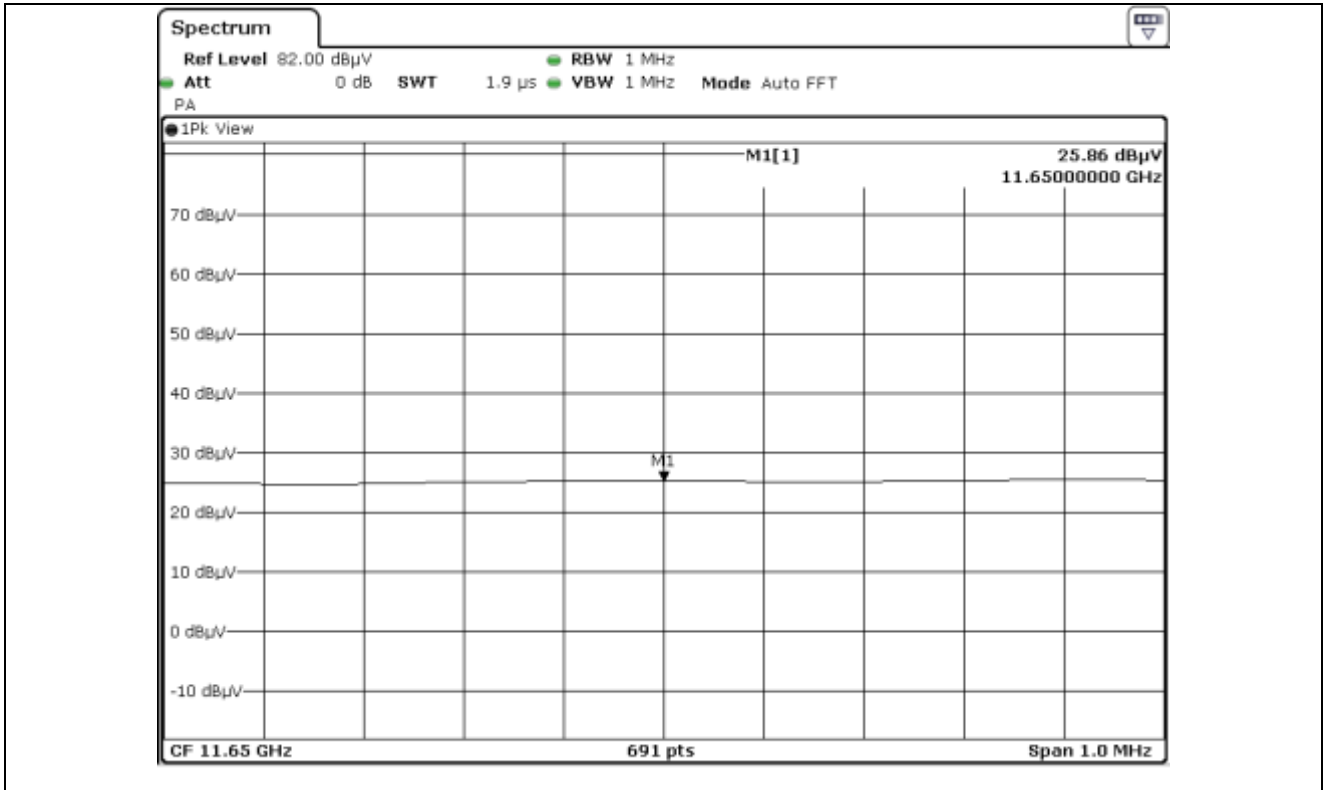 Spectrum
Ref Level 82.00 dBµV RBW 1 MHz
Att 0 dB SWT 1.9 µs VBW 1 MHz Mode Auto FFT
PA
1Pk View
M1[1] 25.86 dBµV
11.65000000 GHz
70 dBµV
60 dBµV
50 dBµV
40 dBµV
30 dBµV
M1
20 dBµV
10 dBµV
0 dBµV
-10 dBµV
CF 11.65 GHz 691 pts Span 1.0 MHz